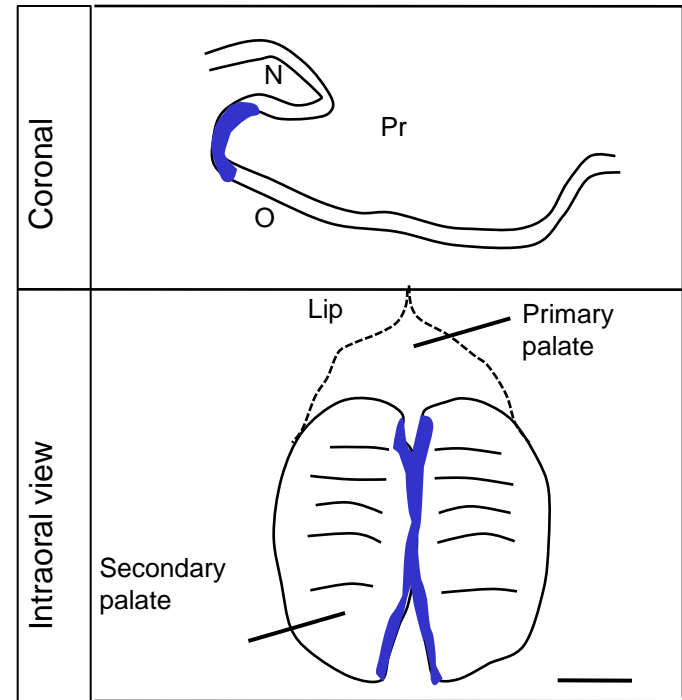 Coronal
N
Pr
O
Intraoral view
Lip
Primary
palate
Secondary
palate